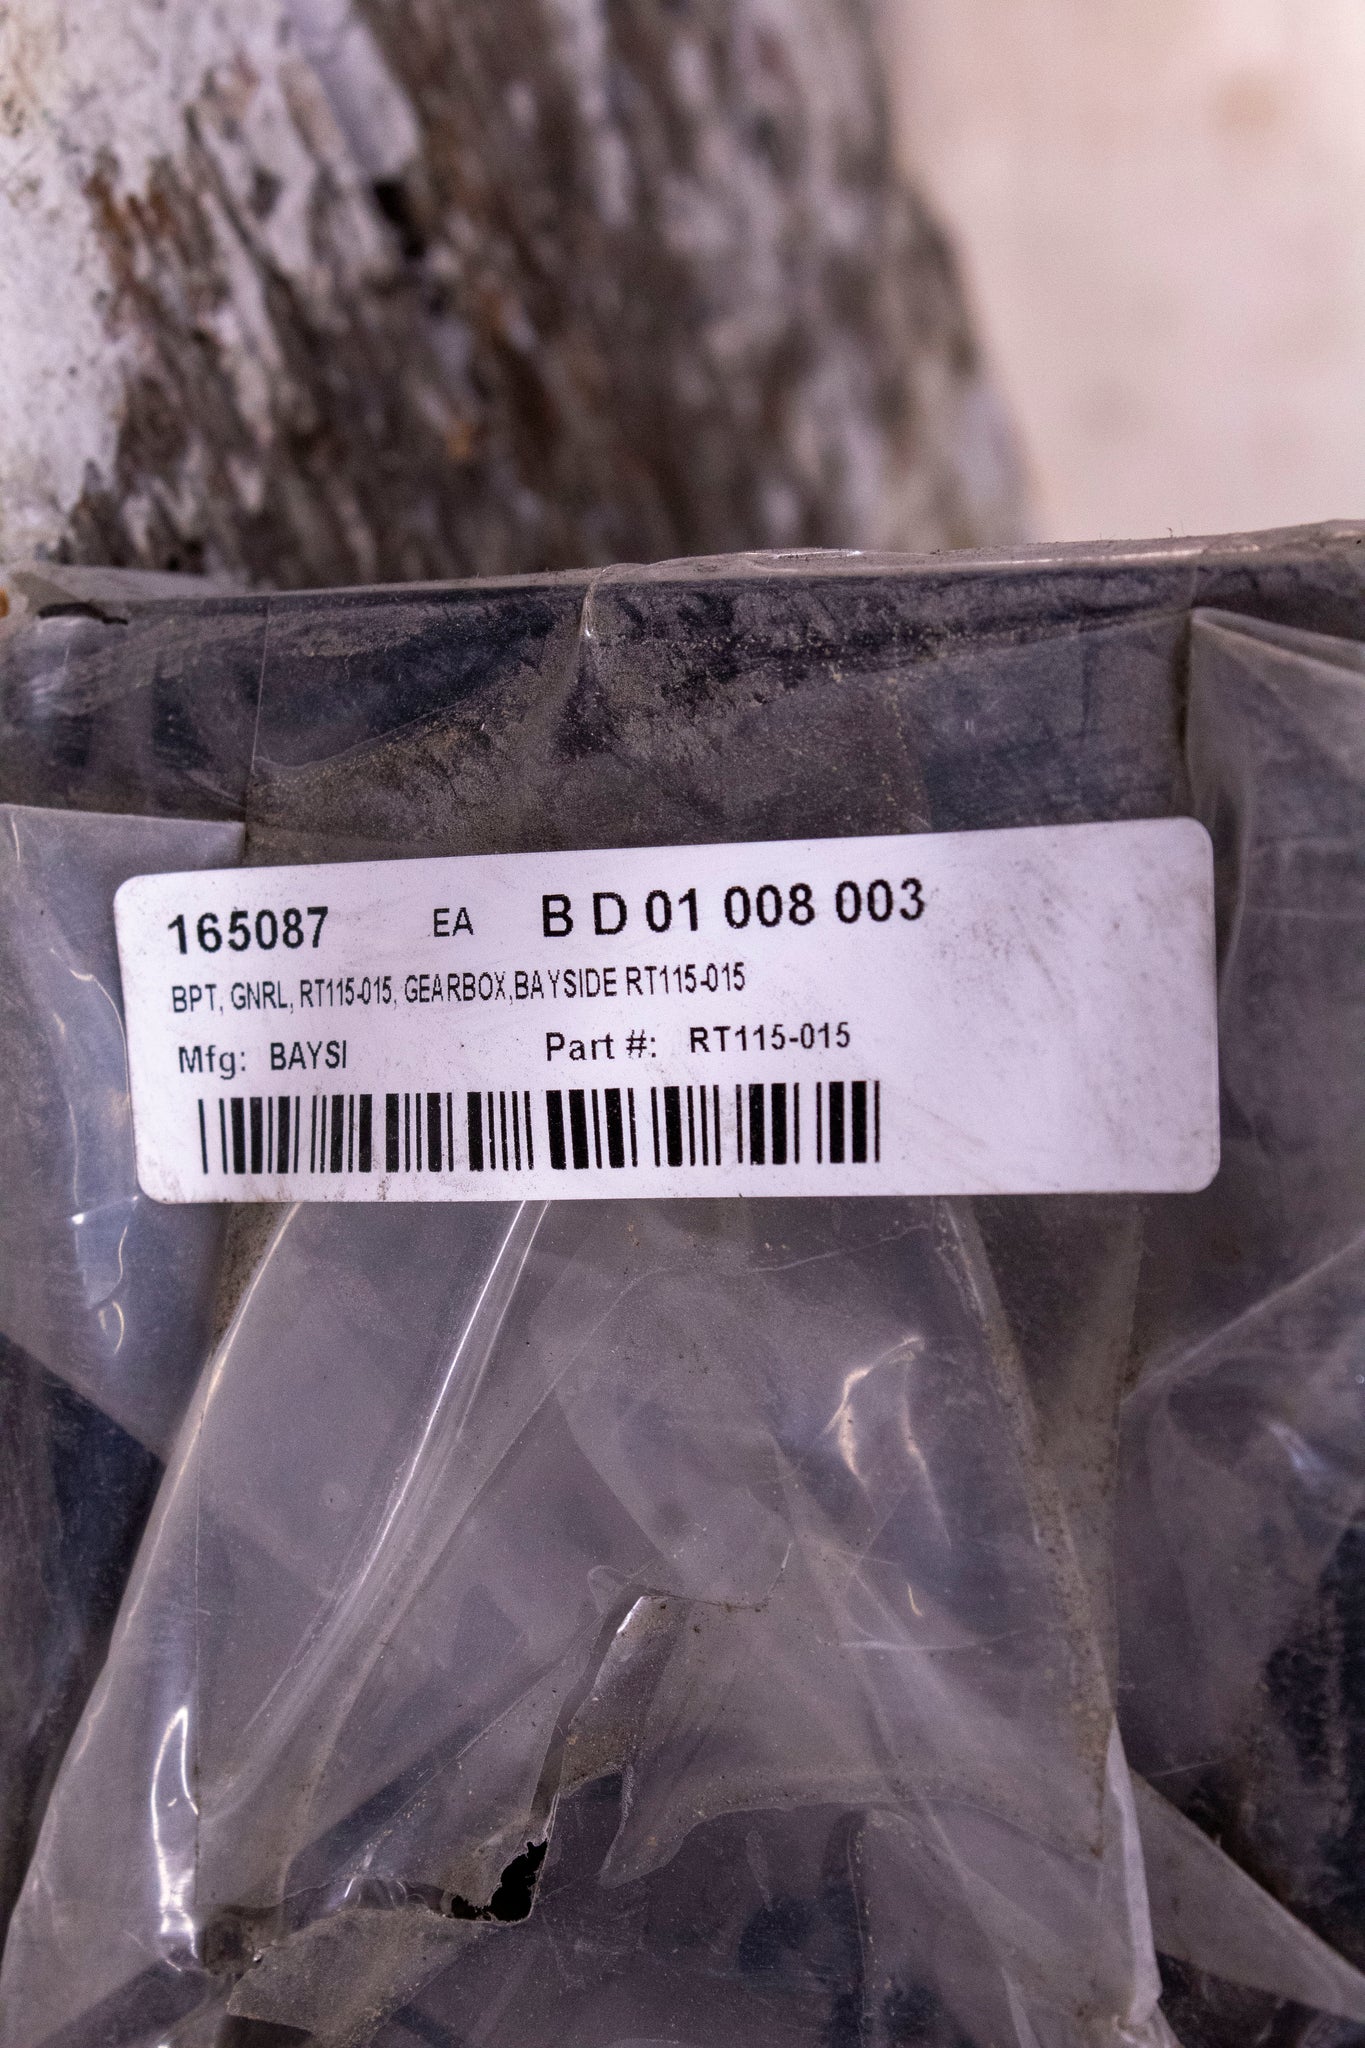 165087 EA B D 01 008 003
BPT, GNRL, RT115-015, GEARBOX,BAYSIDE RT115-015
Mfg: BAYSI Part #: RT115-015